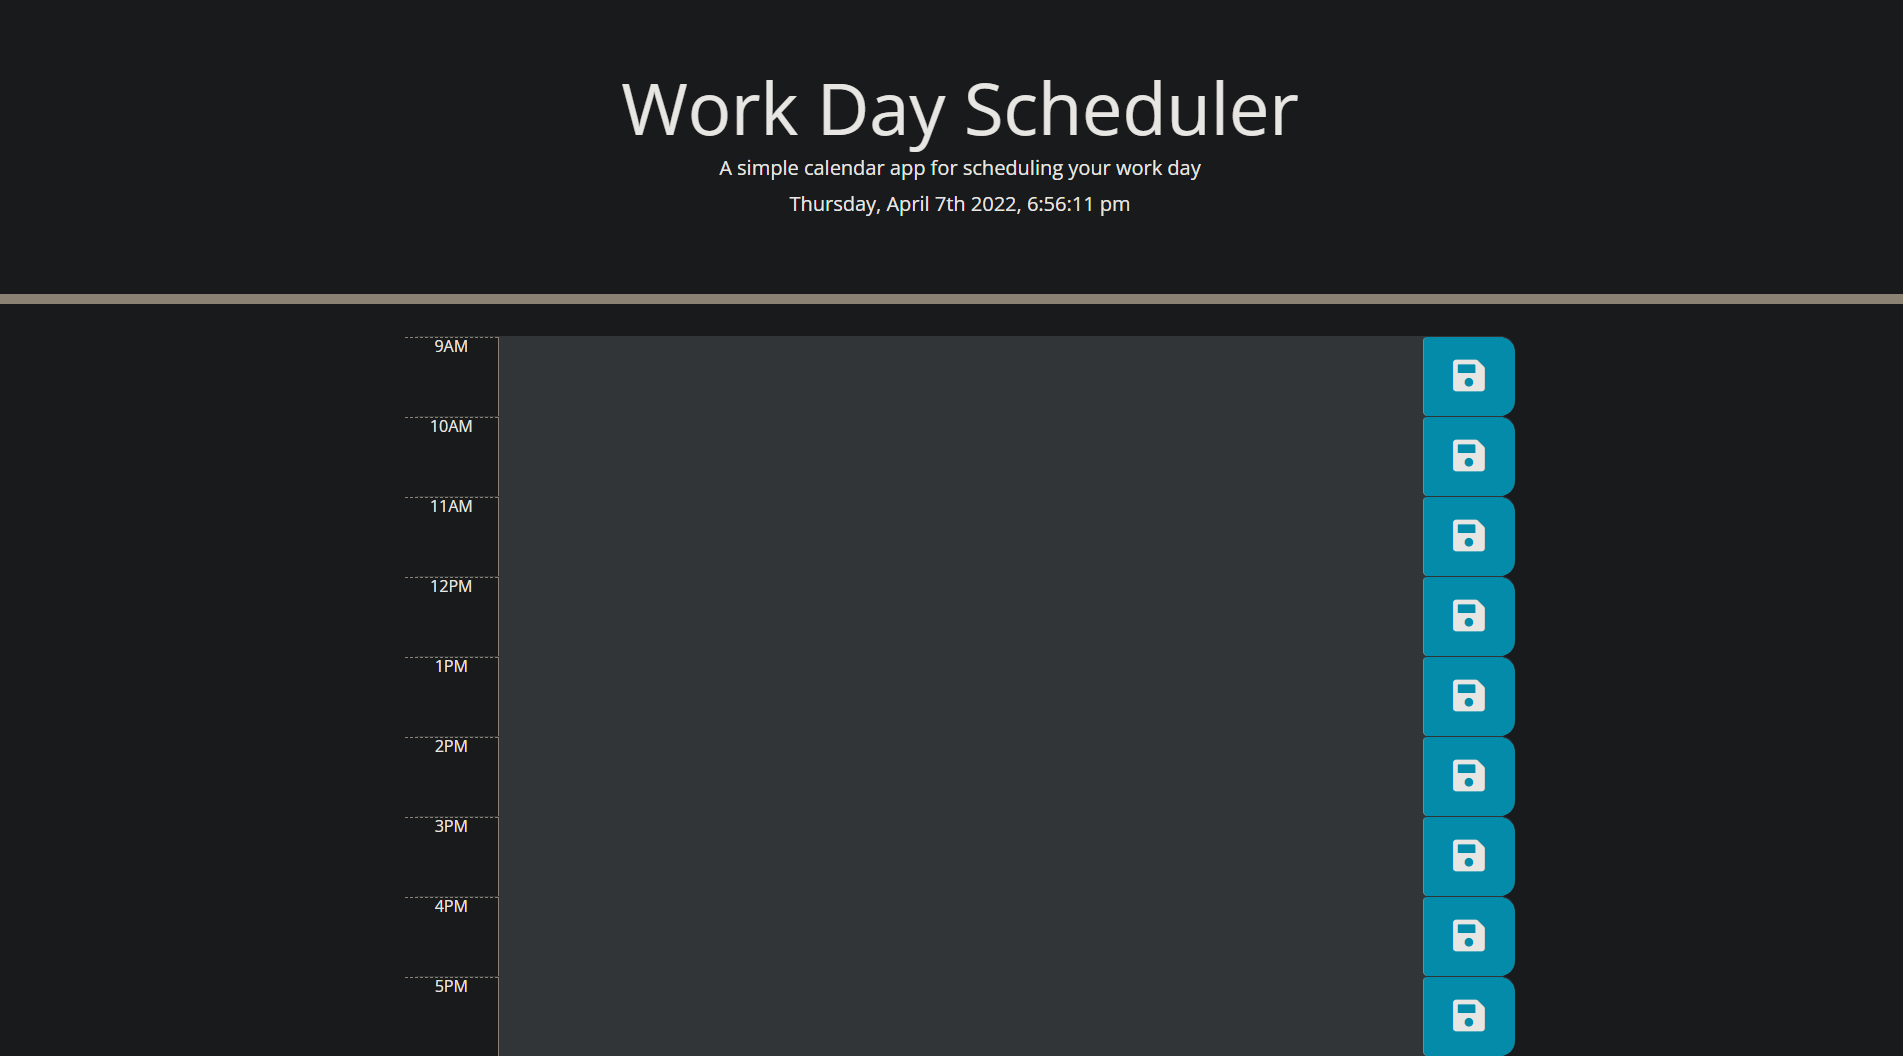 Work Day Scheduler
A simple calendar app for scheduling your work day
Thursday, April 7th 2022, 6:56:11 pm
9AM
10AM
11AM
12PM
1PM
2PM
3PM
4PM
5PM